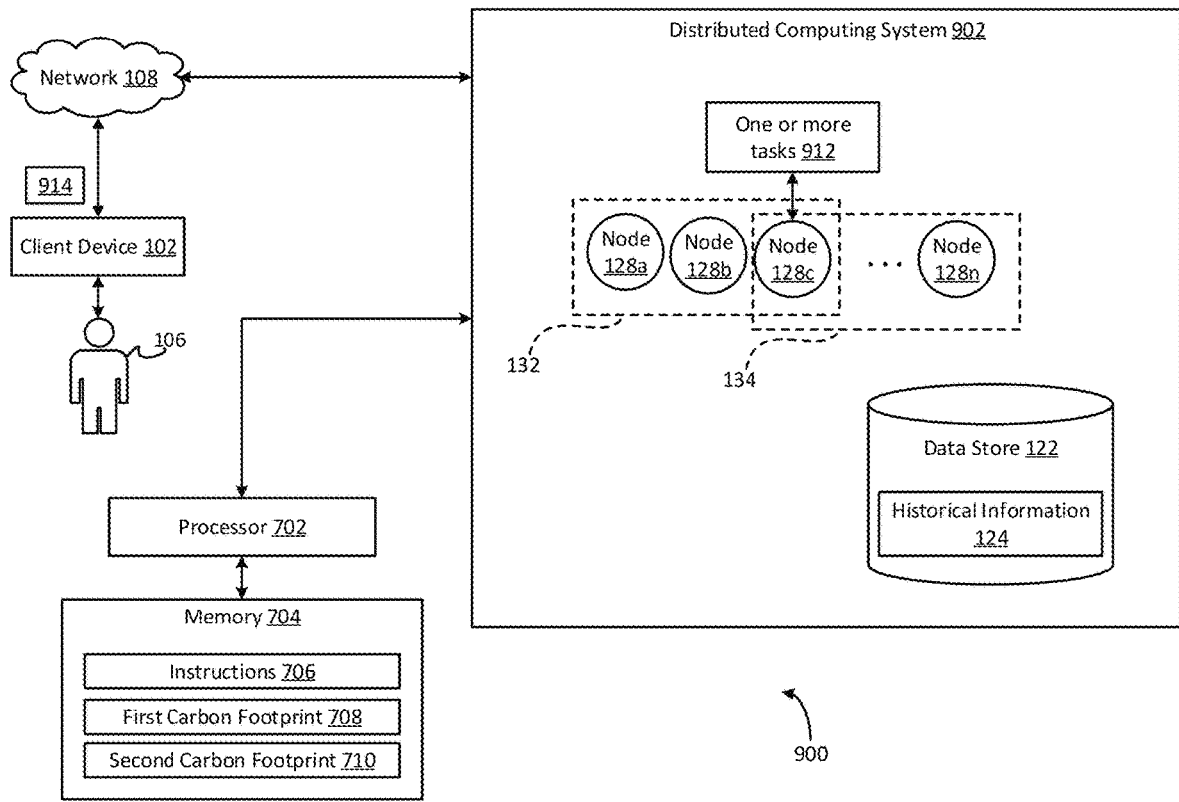 Distributed Computing System 902
Network 108
One or more
tasks 912
914
Client Device 102
Node
128a
Node
128b
Node
128c
...
Node
128n
106
132
134
Data Store 122
Historical Information
124
Processor 702
Memory 704
Instructions 706
First Carbon Footprint 708
Second Carbon Footprint 710
900